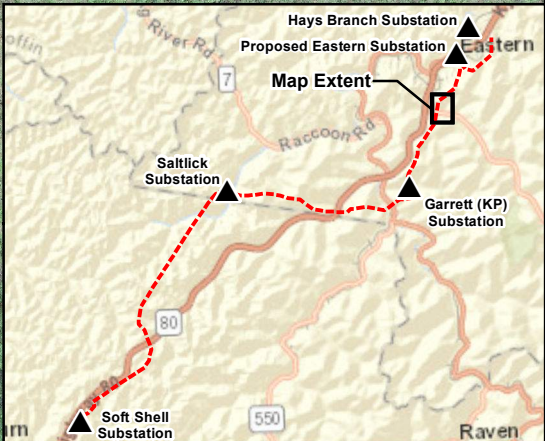 Hays Branch Substation
Proposed Eastern Substation
Eastern
Map Extent
River Rd
7
Raccoon Rd
Saltlick
Substation
Garrett (KP)
Substation
80
80
Soft Shell
Substation
550
Raven